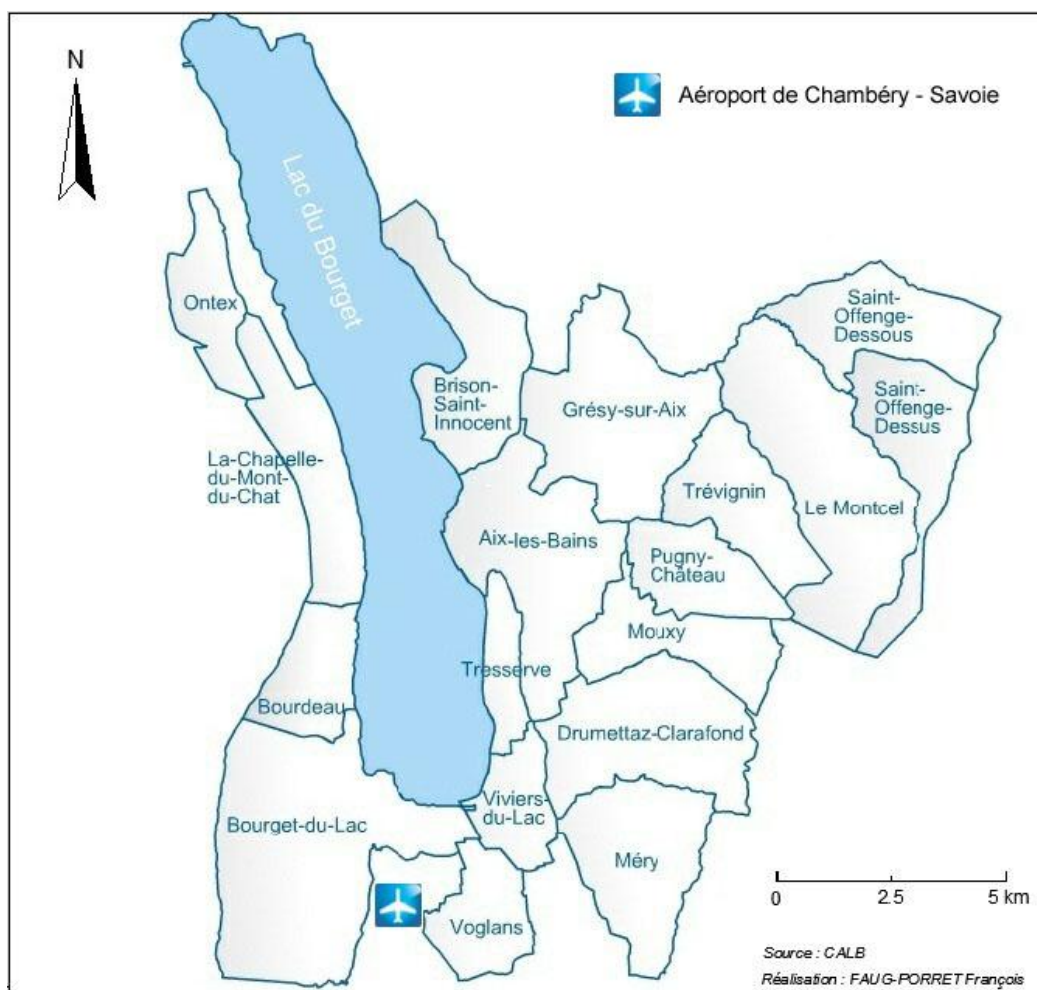 N
Aéroport de Chambéry - Savoie
Lac du Bourget
Ontex
Saint-
Offenge-
Dessous
Brison-
Saint-
Innocent
Grésy-sur-Aix
Saint-
Offenge-
Dessus
La-Chapelle-
du-Mont-
du-Chat
Trévignin
Le Montcel
Aix-les-Bains
Pugny-
Château
Mouxy
Tresserve
Bourdeau
Drumettaz-Clarafond
Viviers-
du-Lac
Bourget-du-Lac
Méry
Voglans
0 2.5 5 km
Source : CALB
Réalisation : FAUG-PORRET François